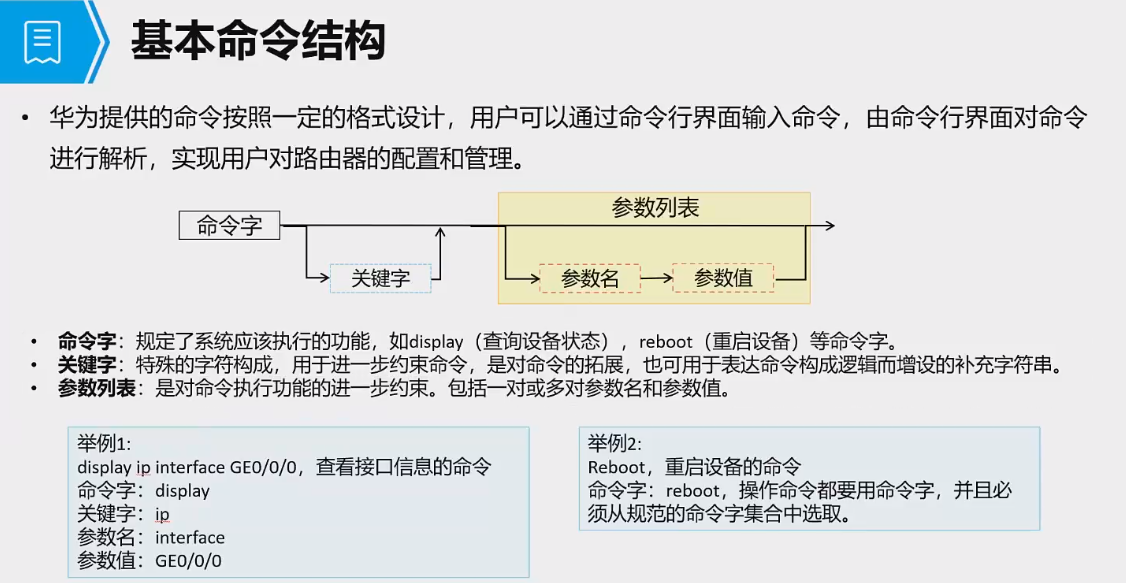 基本命令结构
• 华为提供的命令按照一定的格式设计，用户可以通过命令行界面输入命令，由命令行界面对命令
进行解析，实现用户对路由器的配置和管理。
参数列表
命令字
关键字
参数名
参数值
• 命令字：规定了系统应该执行的功能，如display（查询设备状态），reboot（重启设备）等命令字。
• 关键字：特殊的字符构成，用于进一步约束命令，是对命令的拓展，也可用于表达命令构成逻辑而增设的补充字符串。
• 参数列表：是对命令执行功能的进一步约束。包括一对或多对参数名和参数值。
举例1:
display ip interface GE0/0/0，查看接口信息的命令
命令字：display
关键字：ip
参数名：interface
参数值：GE0/0/0
举例2:
Reboot，重启设备的命令
命令字：reboot，操作命令都要用命令字，并且必
须从规范的命令字集合中选取。